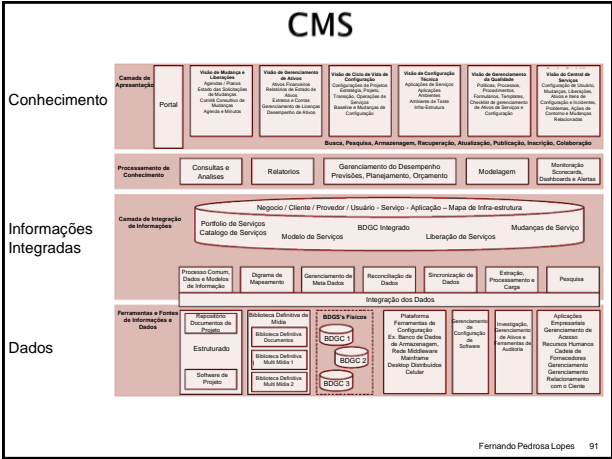 CMS
Conhecimento
Camada de
Apresentação
Portal
Visão de Mudança e
Liberações
Agendas / Planos
Estado das Solicitações
de Mudanças
Comitê Consultivo de
Mudanças
Agenda e Minutos
Visão de Gerenciamento
de Ativos
Ativos Financeiros
Relatórios de Estado de
Ativos
Extratos e Contas
Gerenciamento de Licenças
Desempenho de Ativos
Visão de Ciclo de Vida de
Configuração
Configurações de Projetos
Estratégia, Projeto,
Transição, Operações de
Serviços
Baseline e Mudanças de
Configuração
Visão de Configuração
Técnica
Aplicações de Serviços
Aplicações
Ambientes
Ambiente de Teste
Infra-Estrutura
Visão de Gerenciamento
da Qualidade
Políticas, Processos,
Procedimentos,
Formulários, Templates,
Checklist de gerenciamento
de Ativos de Serviços e
Configuração
Visão do Central de
Serviços
Configuração de Usuário,
Mudanças, Liberações,
Ativos e Itens de
Configuração e Incidentes,
Problemas, Ações de
Contorno e Mudanças
Relacionadas
Busca, Pesquisa, Armazenagem, Recuperação, Atualização, Publicação, Inscrição, Colaboração
Processamento de
Conhecimento
Consultas e
Analises
Relatorios
Gerenciamento do Desempenho
Previsões, Planejamento, Orçamento
Modelagem
Monitoração
Scorecards,
Dashboards e Alertas
Informações
Integradas
Camada de Integração
de Informações
Negocio / Cliente / Provedor / Usuário - Serviço - Aplicação – Mapa de Infra-estrutura
Portfolio de Serviços
Catalogo de Serviços
Modelo de Serviços
BDGC Integrado
Liberação de Serviços
Mudanças de Serviço
Processo Comum,
Dados e Modelos
de Informação
Digrama de
Mapeamento
Gerenciamento de
Meta Dados
Reconciliação de
Dados
Sincronização de
Dados
Extração,
Processamento e
Carga
Pesquisa
Integração dos Dados
Dados
Ferramentas e Fontes
de Informações e
Dados
Repositório
Documentos de
Projeto
Estruturado
Software de
Projeto
Biblioteca Definitiva de
Mídia
Biblioteca Definitiva
Documentos
Biblioteca Definitiva
Multi Mídia 1
Biblioteca Definitiva
Multi Mídia 2
BDGS's Físicos
BDGC 1
BDGC 2
BDGC 3
Plataforma
Ferramentas de
Configuração
Ex. Banco de Dados
de Armazenagem,
Rede Middleware
Mainframe
Desktop Distribuídos
Celular
Gerenciamento
de
Configuração
de
Software
Investigação,
Gerenciamento
de Ativos e
Ferramentas de
Auditoria
Aplicações
Empresariais
Gerenciamento de
Acesso
Recursos Humanos
Cadeia de
Fornecedores
Gerenciamento
Gerenciamento
Relacionamento
com o Ciente
Fernando Pedrosa Lopes 91